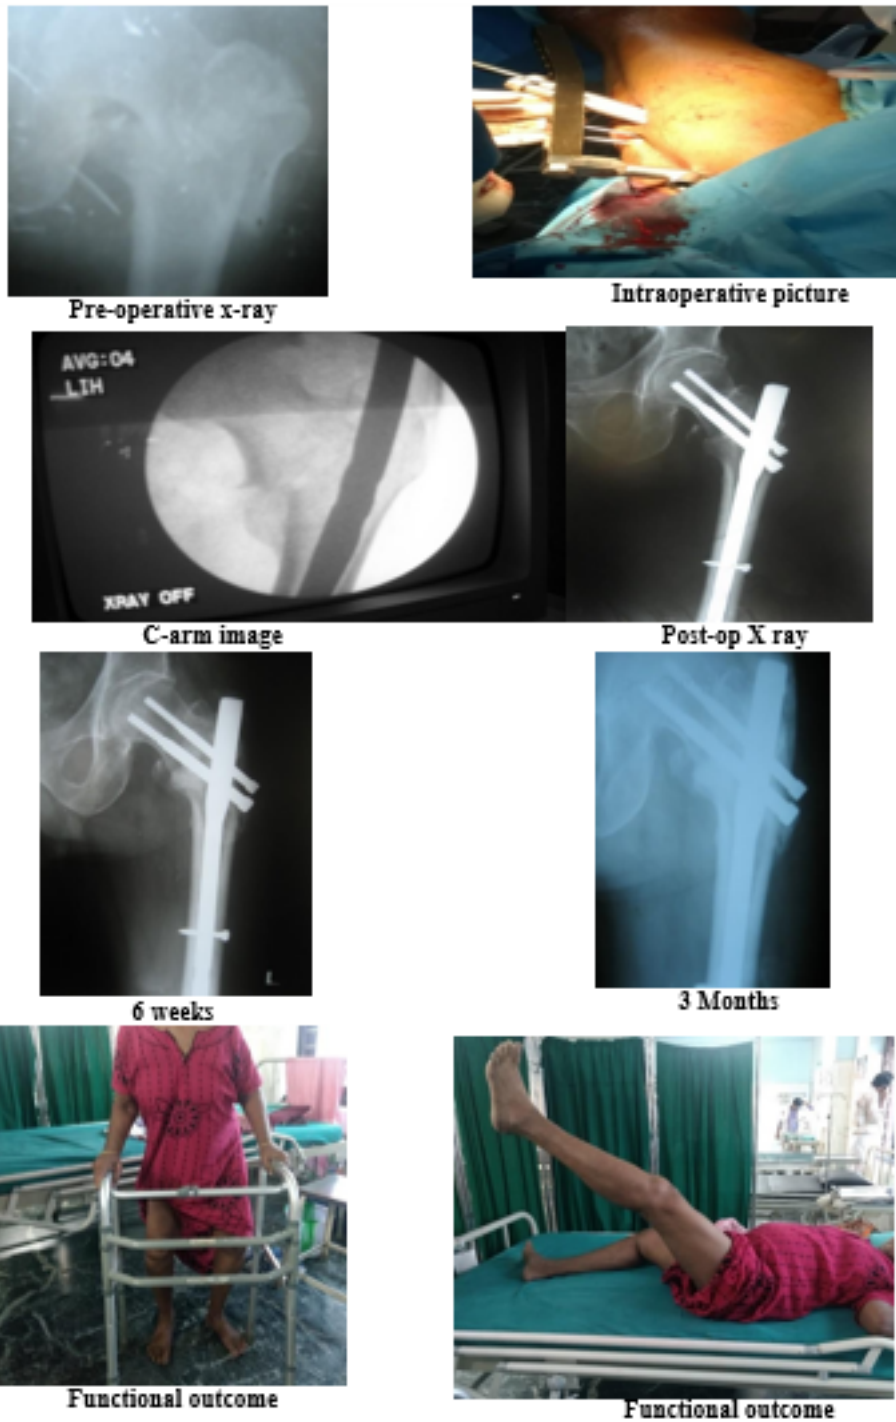 Pre-operative x-ray
Intraoperative picture
AVG:04
LIH
XRAY OFF
C-arm image
Post-op X ray
L
6 weeks
3 Months
Functional outcome
Functional outcome